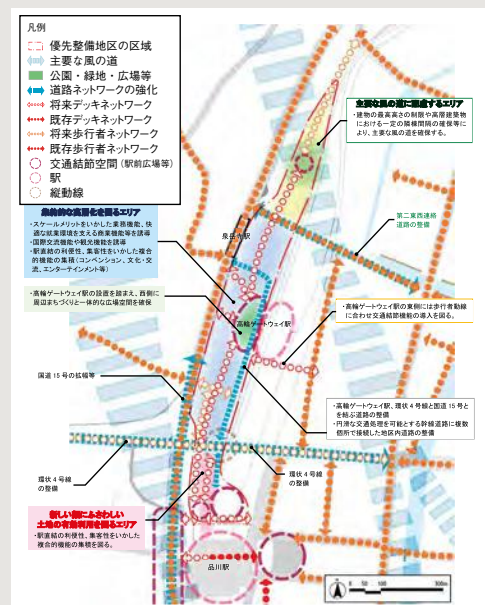 凡例
優先整備地区の区域
主要な風の道
公園・緑地・広場等
道路ネットワークの強化
将来デッキネットワーク
既存デッキネットワーク
将来歩行者ネットワーク
既存歩行者ネットワーク
交通結節空間（駅前広場等）
駅
縦動線
主要な風の道に配慮するエリア
・建物の最高高さの制限や高層建築物
における一定の隣棟間隔の確保等に
より、主要な風の道を確保する。
集約的な高層化を図るエリア
・スケールメリットをいかした業務機能、快
適な就業環境を支える商業機能等を誘導
・国際交流機能や観光機能を誘導
・駅直結の利便性、集客性をいかした複合
的機能の集積（コンベンション、文化・交
流、エンターテインメント等）
泉岳寺駅
第二東西連絡
道路の整備
・高輪ゲートウェイ駅の設置を踏まえ、西側に
周辺まちづくりと一体的な広場空間を確保
高輪ゲートウェイ駅
・高輪ゲートウェイ駅の東側には歩行者動線
に合わせ交通結節機能の導入を図る。
国道15号の拡幅等
・高輪ゲートウェイ駅、環状4号線と国道15号と
を結ぶ道路の整備
・円滑な交通処理を可能とする幹線道路に複数
個所で接続した地区内道路の整備
環状4号線
の整備
環状4号線
の整備
新しい街にふさわしい
土地の有効利用を図るエリア
・駅直結の利便性、集客性をいかした
複合的機能の集積を図る。
品川駅
0 50 100 300m